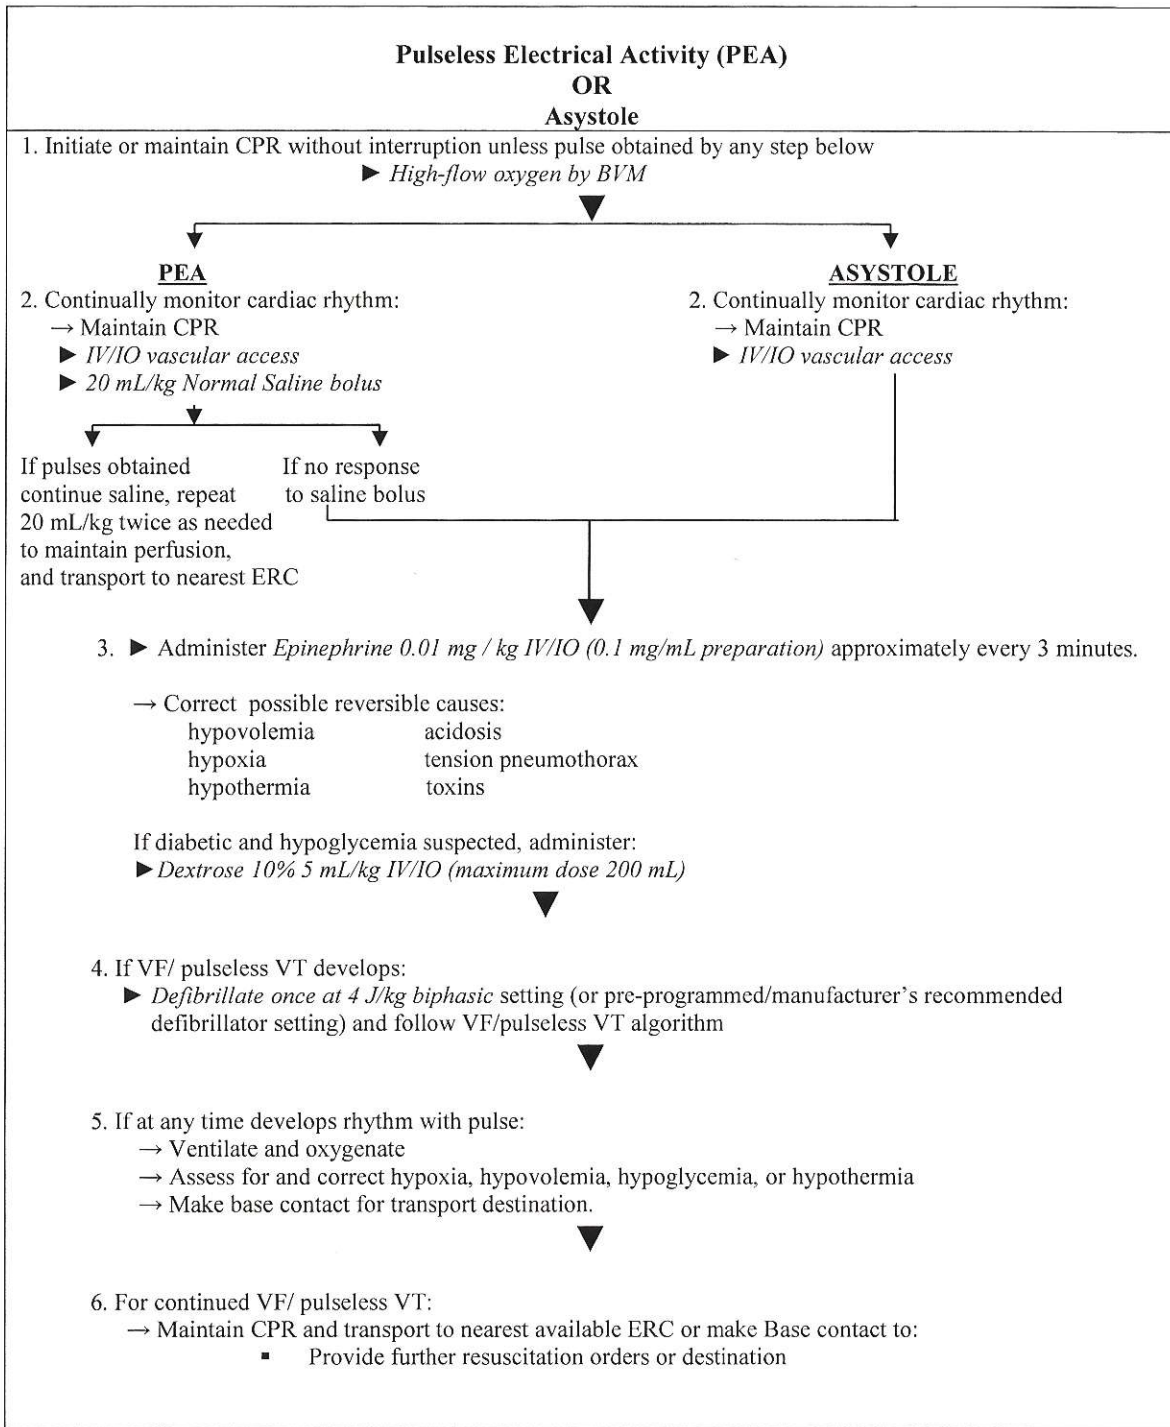 Pulseless Electrical Activity (PEA)
OR
Asystole
1. Initiate or maintain CPR without interruption unless pulse obtained by any step below
► High-flow oxygen by BVM
PEA
2. Continually monitor cardiac rhythm:
→ Maintain CPR
► IV/IO vascular access
► 20 mL/kg Normal Saline bolus
ASYSTOLE
2. Continually monitor cardiac rhythm:
→ Maintain CPR
► IV/IO vascular access
If pulses obtained
continue saline, repeat
20 mL/kg twice as needed
to maintain perfusion,
and transport to nearest ERC
If no response
to saline bolus
3. ► Administer Epinephrine 0.01 mg / kg IV/IO (0.1 mg/mL preparation) approximately every 3 minutes.
→ Correct possible reversible causes:
hypovolemia acidosis
hypoxia tension pneumothorax
hypothermia toxins
If diabetic and hypoglycemia suspected, administer:
► Dextrose 10% 5 mL/kg IV/IO (maximum dose 200 mL)
4. If VF/ pulseless VT develops:
► Defibrillate once at 4 J/kg biphasic setting (or pre-programmed/manufacturer's recommended
defibrillator setting) and follow VF/pulseless VT algorithm
5. If at any time develops rhythm with pulse:
→ Ventilate and oxygenate
→ Assess for and correct hypoxia, hypovolemia, hypoglycemia, or hypothermia
→ Make base contact for transport destination.
6. For continued VF/ pulseless VT:
→ Maintain CPR and transport to nearest available ERC or make Base contact to:
▪ Provide further resuscitation orders or destination